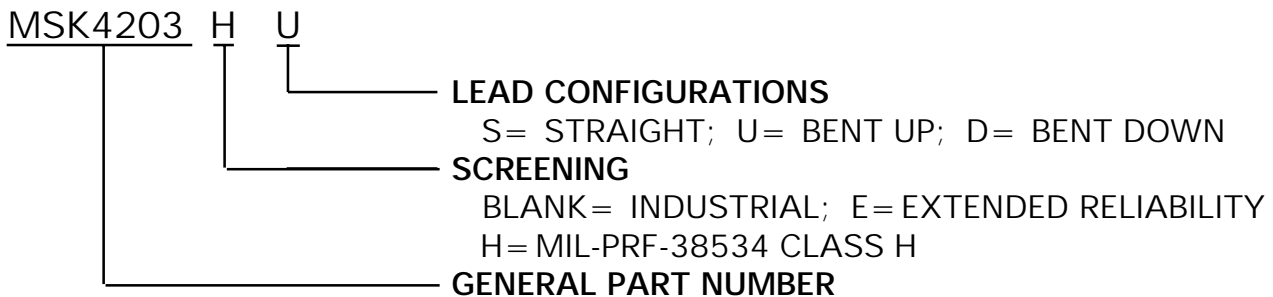 MSK4203 H U
LEAD CONFIGURATIONS
S= STRAIGHT; U= BENT UP; D= BENT DOWN
SCREENING
BLANK= INDUSTRIAL; E=EXTENDED RELIABILITY
H=MIL-PRF-38534 CLASS H
GENERAL PART NUMBER